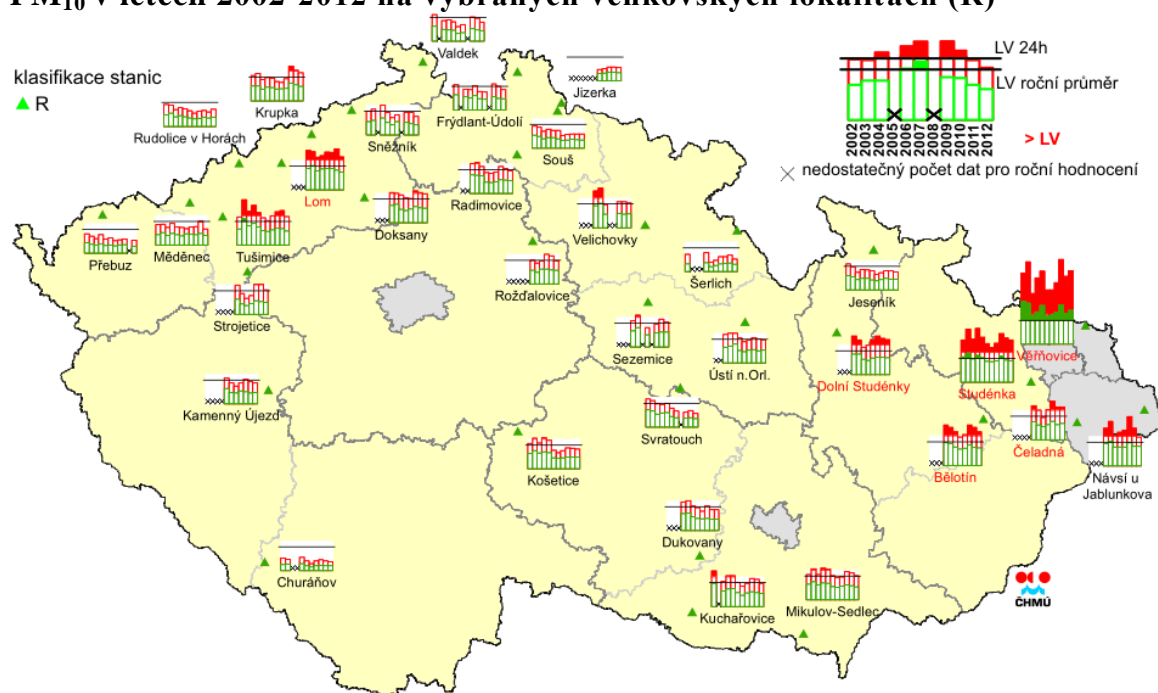 PM10 v letech 2002-2012 na vybraných venkovských lokalitách (R)
klasifikace stanic
R
LV 24h
LV roční průměr
2002
2003
2004
2005
2006
2007
2008
2009
2010
2011
2012
> LV
nedostatečný počet dat pro roční hodnocení
Valdek
Jizerka
Krupka
Rudolice v Horách
Frýdlant-Údolí
Sněžník
Souš
Lom
Radimovice
Doksany
Velichovky
Přebuz
Měděnec
Tušimice
Šerlich
Rožďalovice
Jeseník
Strojetice
Sezemice
Ústí n.Orl.
Dolní Studénky
Studénka
Věřňovice
Kamenný Újezd
Svratouch
Čeladná
Bělotín
Návsí u
Jablunkova
Košetice
Dukovany
Churáňov
Kuchařovice
Mikulov-Sedlec
ČHMÚ